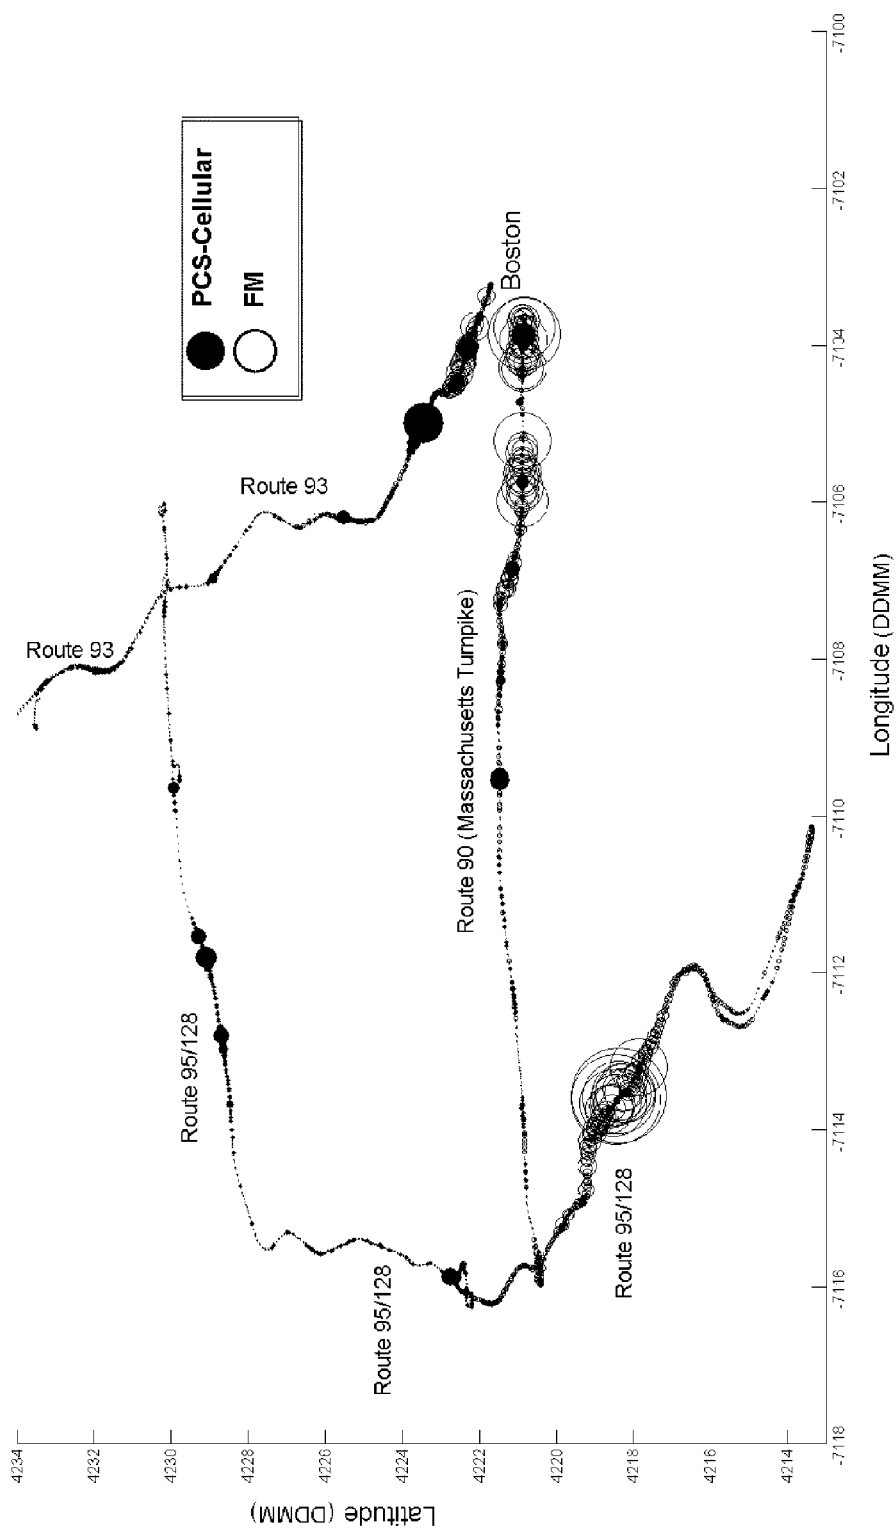 PCS-Cellular
FM
Route 93
Route 93
Boston
Route 95/128
Route 90 (Massachusetts Turnpike)
Route 95/128
Route 95/128
Latitude (DDMM)
4234
4232
4230
4228
4226
4224
4222
4220
4218
4216
4214
-7118
-7116
-7114
-7112
-7110
-7108
-7106
-7134
-7102
-7100
Longitude (DDMM)